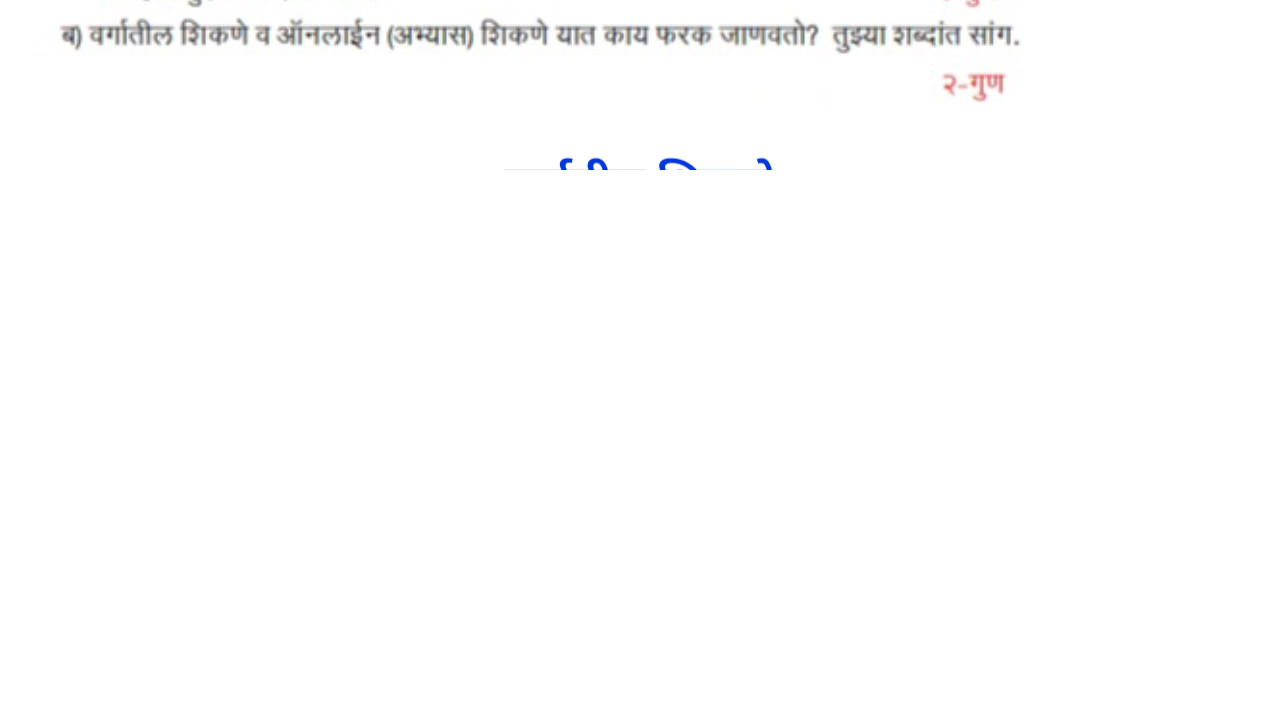 ब) वर्गातील शिकणे व ऑनलाईन (अभ्यास) शिकणे यात काय फरक जाणवतो? तुझ्या शब्दांत सांग.
२-गुण